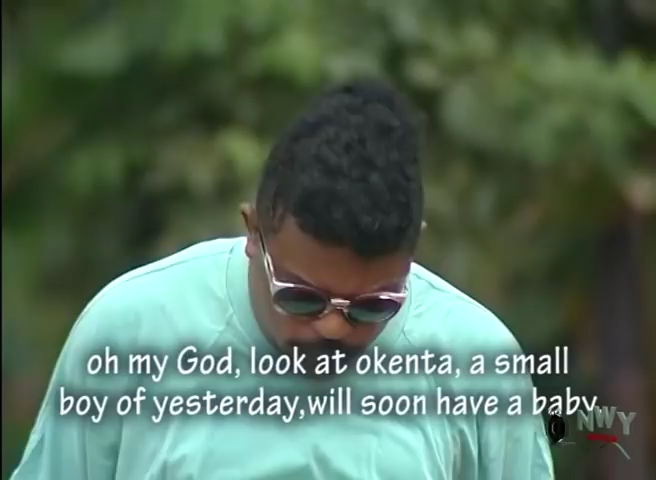 oh my God, look at okenta, a small
boy of yesterday,will soon have a baby
NWY